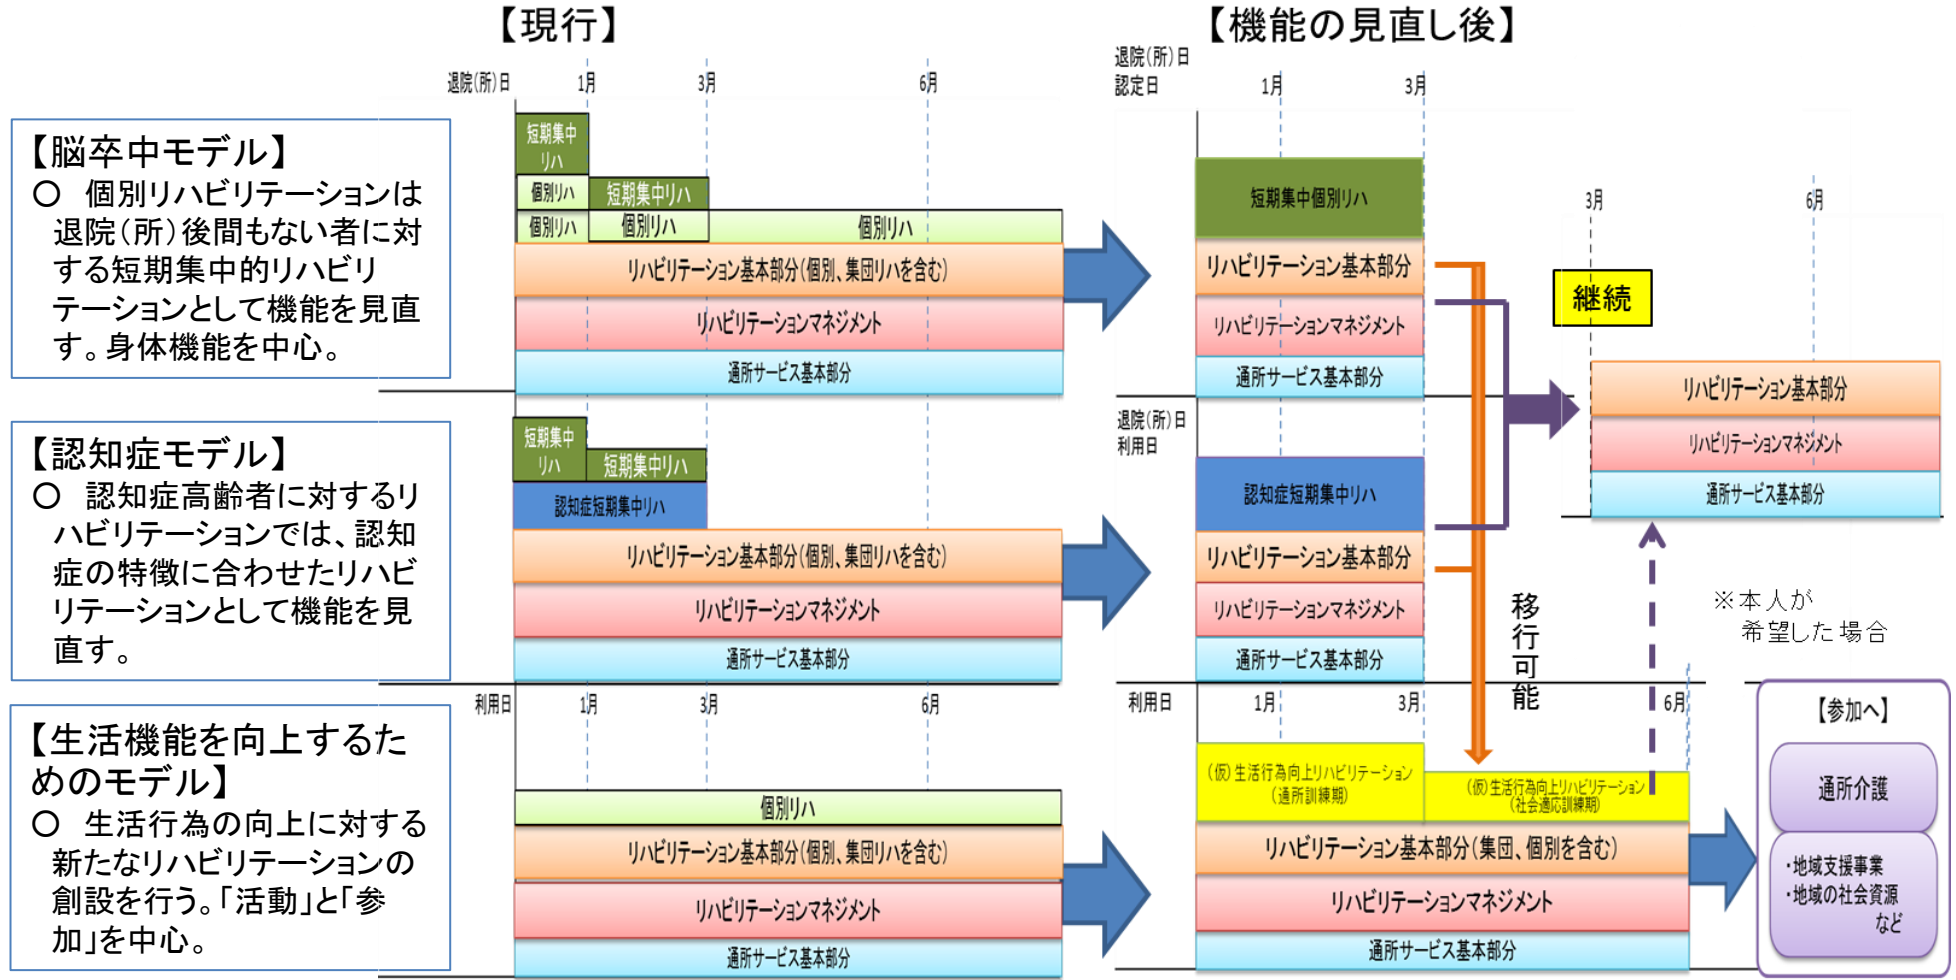 【現行】
【機能の見直し後】
【脳卒中モデル】
○ 個別リハビリテーションは
退院(所)後間もない者に対
する短期集中的リハビリ
テーションとして機能を見直
す。身体機能を中心。
退院(所)日
1月
3月
6月
短期集中
リハ
個別リハ
短期集中リハ
個別リハ
個別リハ
個別リハ
リハビリテーション基本部分(個別、集団リハを含む)
リハビリテーションマネジメント
通所サービス基本部分
退院(所)日
認定日
1月
3月
短期集中個別リハ
リハビリテーション基本部分
リハビリテーションマネジメント
通所サービス基本部分
3月
6月
継続
リハビリテーション基本部分
リハビリテーションマネジメント
通所サービス基本部分
【認知症モデル】
○ 認知症高齢者に対するリ
ハビリテーションでは、認知
症の特徴に合わせたリハビ
リテーションとして機能を見
直す。
短期集中
リハ
短期集中リハ
認知症短期集中リハ
リハビリテーション基本部分(個別、集団リハを含む)
リハビリテーションマネジメント
通所サービス基本部分
退院(所)日
利用日
認知症短期集中リハ
リハビリテーション基本部分
リハビリテーションマネジメント
通所サービス基本部分
移行可能
※本人が
希望した場合
【生活機能を向上するた
めのモデル】
○ 生活行為の向上に対する
新たなリハビリテーションの
創設を行う。「活動」と「参
加」を中心。
利用日
1月
3月
6月
個別リハ
リハビリテーション基本部分(個別、集団リハを含む)
リハビリテーションマネジメント
通所サービス基本部分
利用日
1月
3月
6月
(仮)生活行為向上リハビリテーション
(通所訓練期)
(仮)生活行為向上リハビリテーション
(社会適応訓練期)
リハビリテーション基本部分(集団、個別を含む)
リハビリテーションマネジメント
通所サービス基本部分
【参加へ】
通所介護
・地域支援事業
・地域の社会資源
など